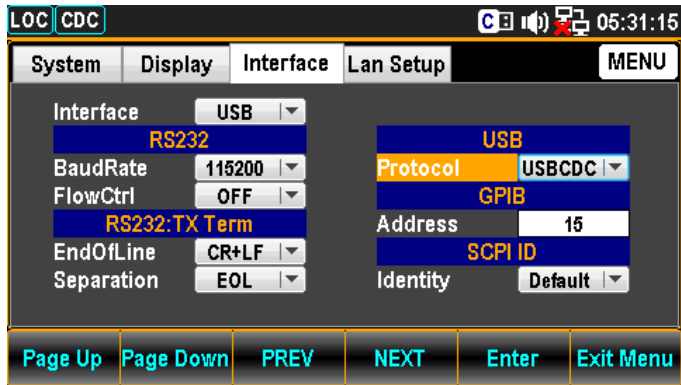 LOC CDC C 05:31:15
System Display Interface Lan Setup MENU
Interface USB
RS232 USB
BaudRate 115200 Protocol USBCDC
FlowCtrl OFF GPIB
RS232:TX Term Address 15
EndOfLine CR+LF SCPI ID
Separation EOL Identity Default
Page Up Page Down PREV NEXT Enter Exit Menu